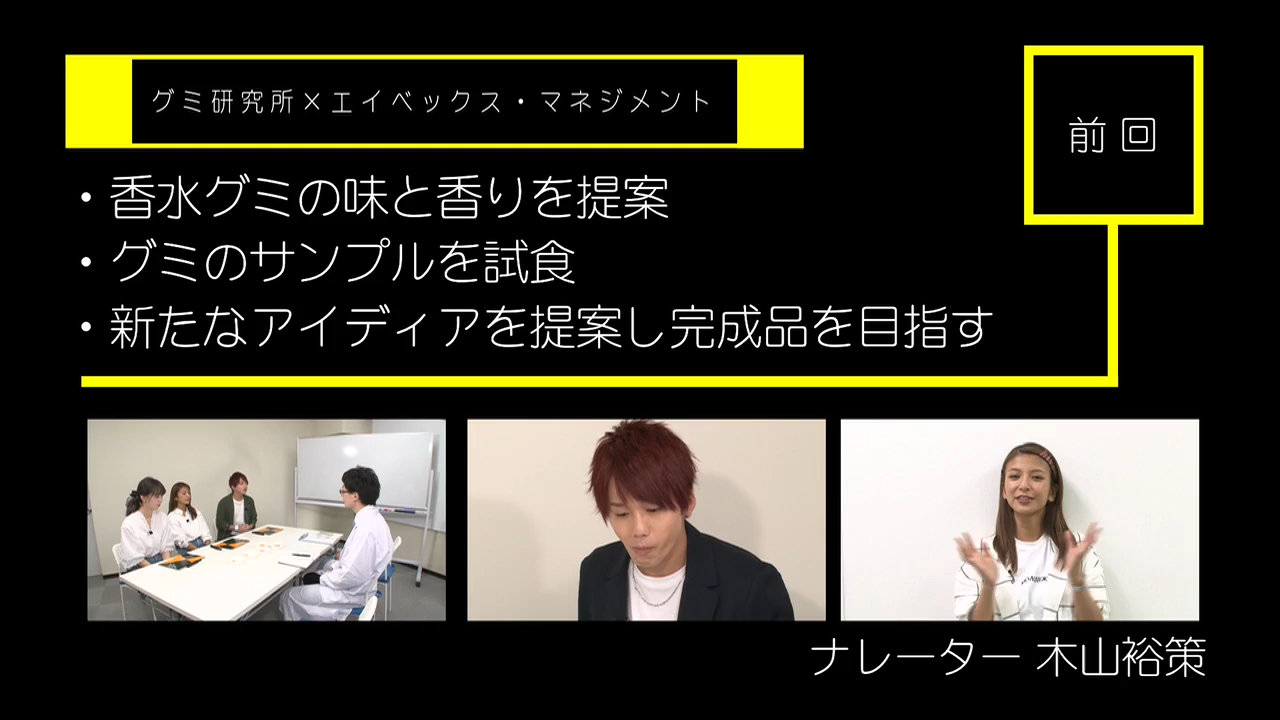 グミ研究所×エイベックス・マネジメント
前回
・香水グミの味と香りを提案
・グミのサンプルを試食
・新たなアイディアを提案し完成品を目指す
ナレーター 木山裕策